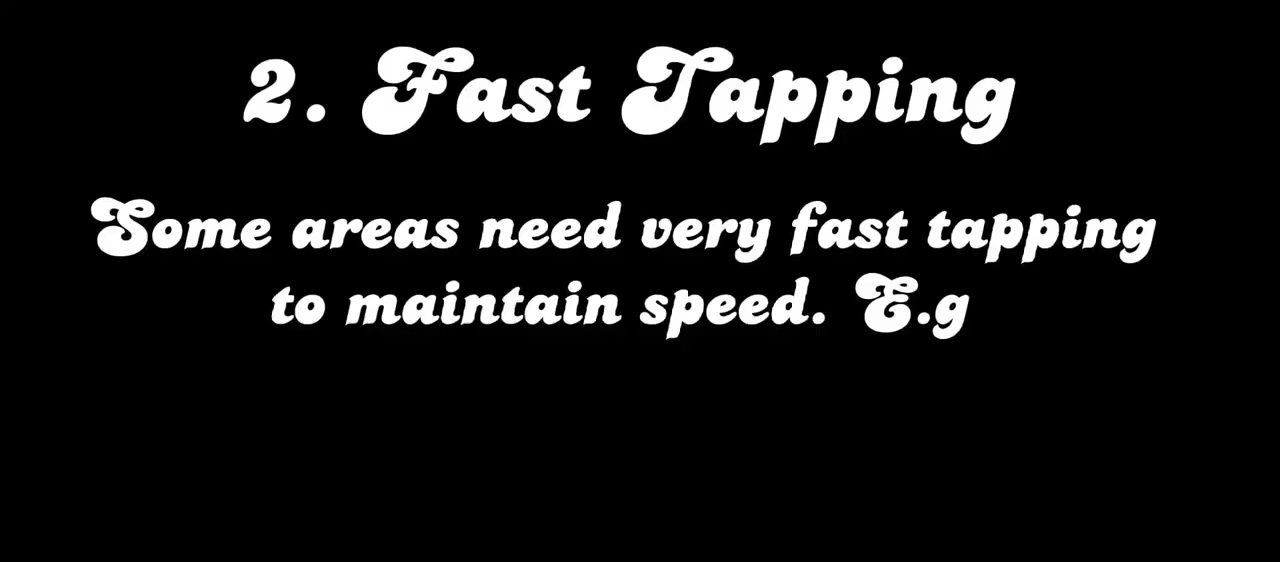 2. Fast Tapping
Some areas need very fast tapping
to maintain speed. E.g